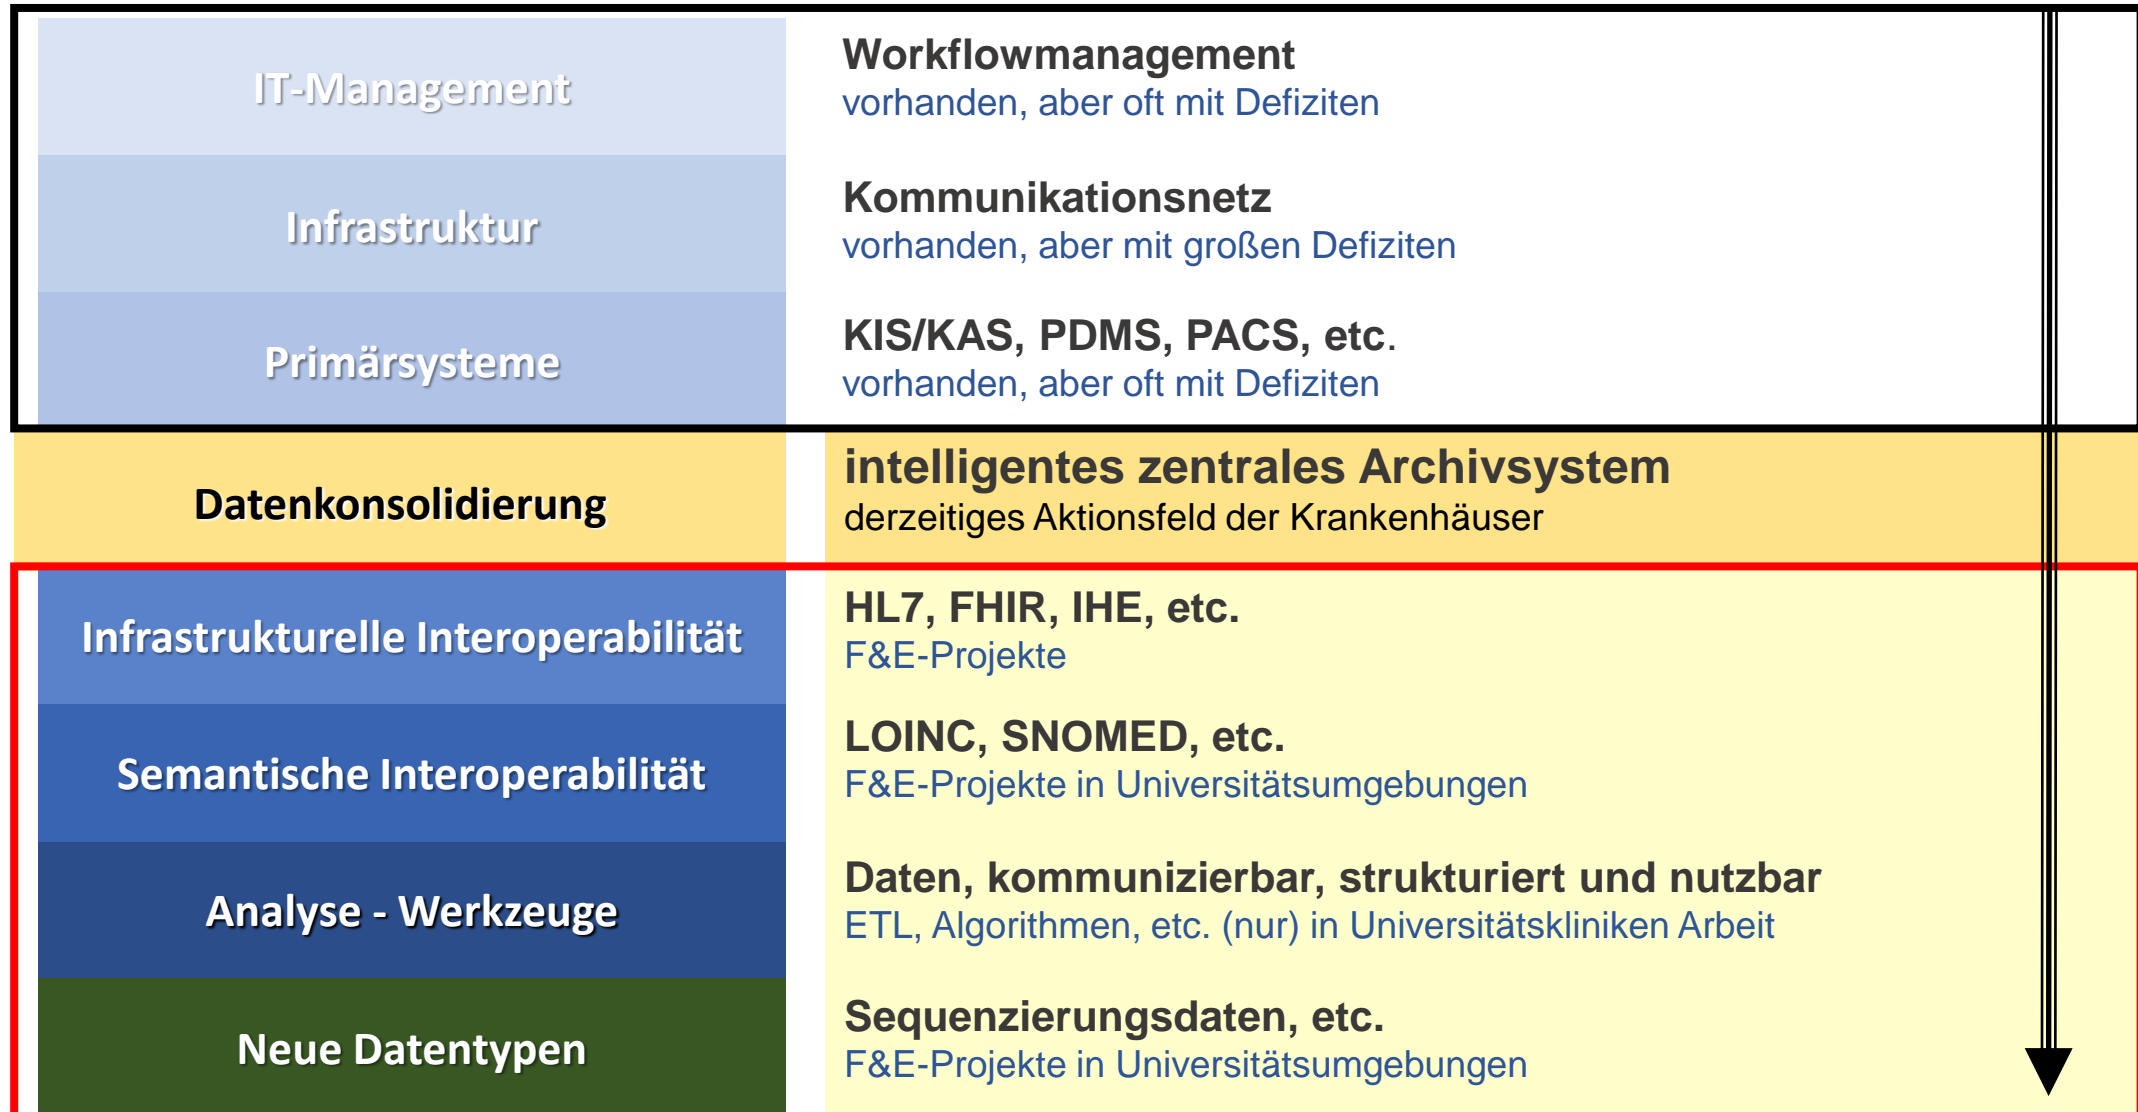 IT-Management
Workflowmanagement
vorhanden, aber oft mit Defiziten
Infrastruktur
Kommunikationsnetz
vorhanden, aber mit großen Defiziten
Primärsysteme
KIS/KAS, PDMS, PACS, etc.
vorhanden, aber oft mit Defiziten
Datenkonsolidierung
intelligentes zentrales Archivsystem
derzeitiges Aktionsfeld der Krankenhäuser
Infrastrukturelle Interoperabilität
HL7, FHIR, IHE, etc.
F&E-Projekte
Semantische Interoperabilität
LOINC, SNOMED, etc.
F&E-Projekte in Universitätsumgebungen
Analyse - Werkzeuge
Daten, kommunizierbar, strukturiert und nutzbar
ETL, Algorithmen, etc. (nur) in Universitätskliniken Arbeit
Neue Datentypen
Sequenzierungsdaten, etc.
F&E-Projekte in Universitätsumgebungen